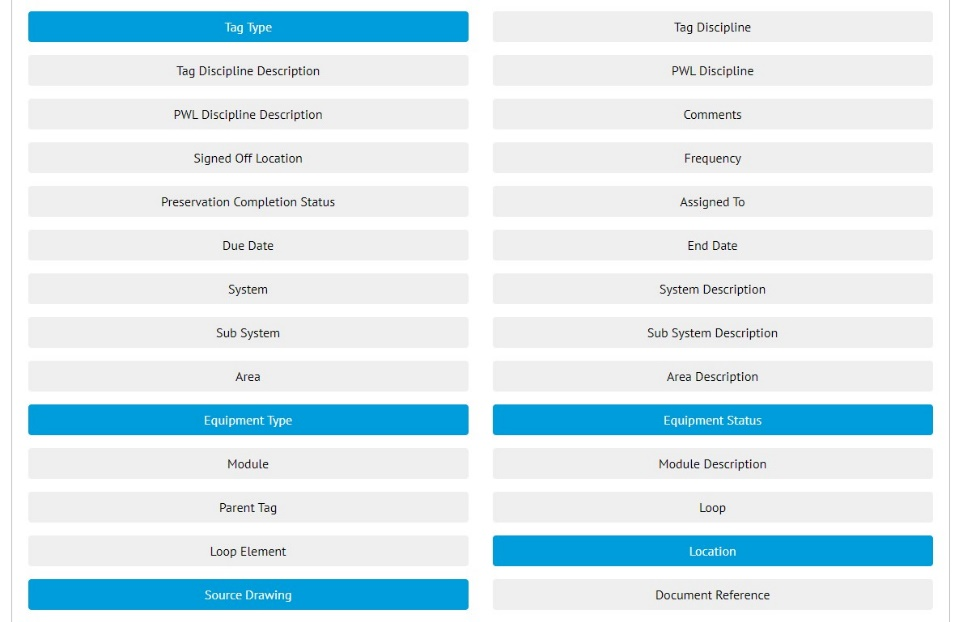 Tag Type
Tag Discipline
Tag Discipline Description
PWL Discipline
PWL Discipline Description
Comments
Signed Off Location
Frequency
Preservation Completion Status
Assigned To
Due Date
End Date
System
System Description
Sub System
Sub System Description
Area
Area Description
Equipment Type
Equipment Status
Module
Module Description
Parent Tag
Loop
Loop Element
Location
Source Drawing
Document Reference